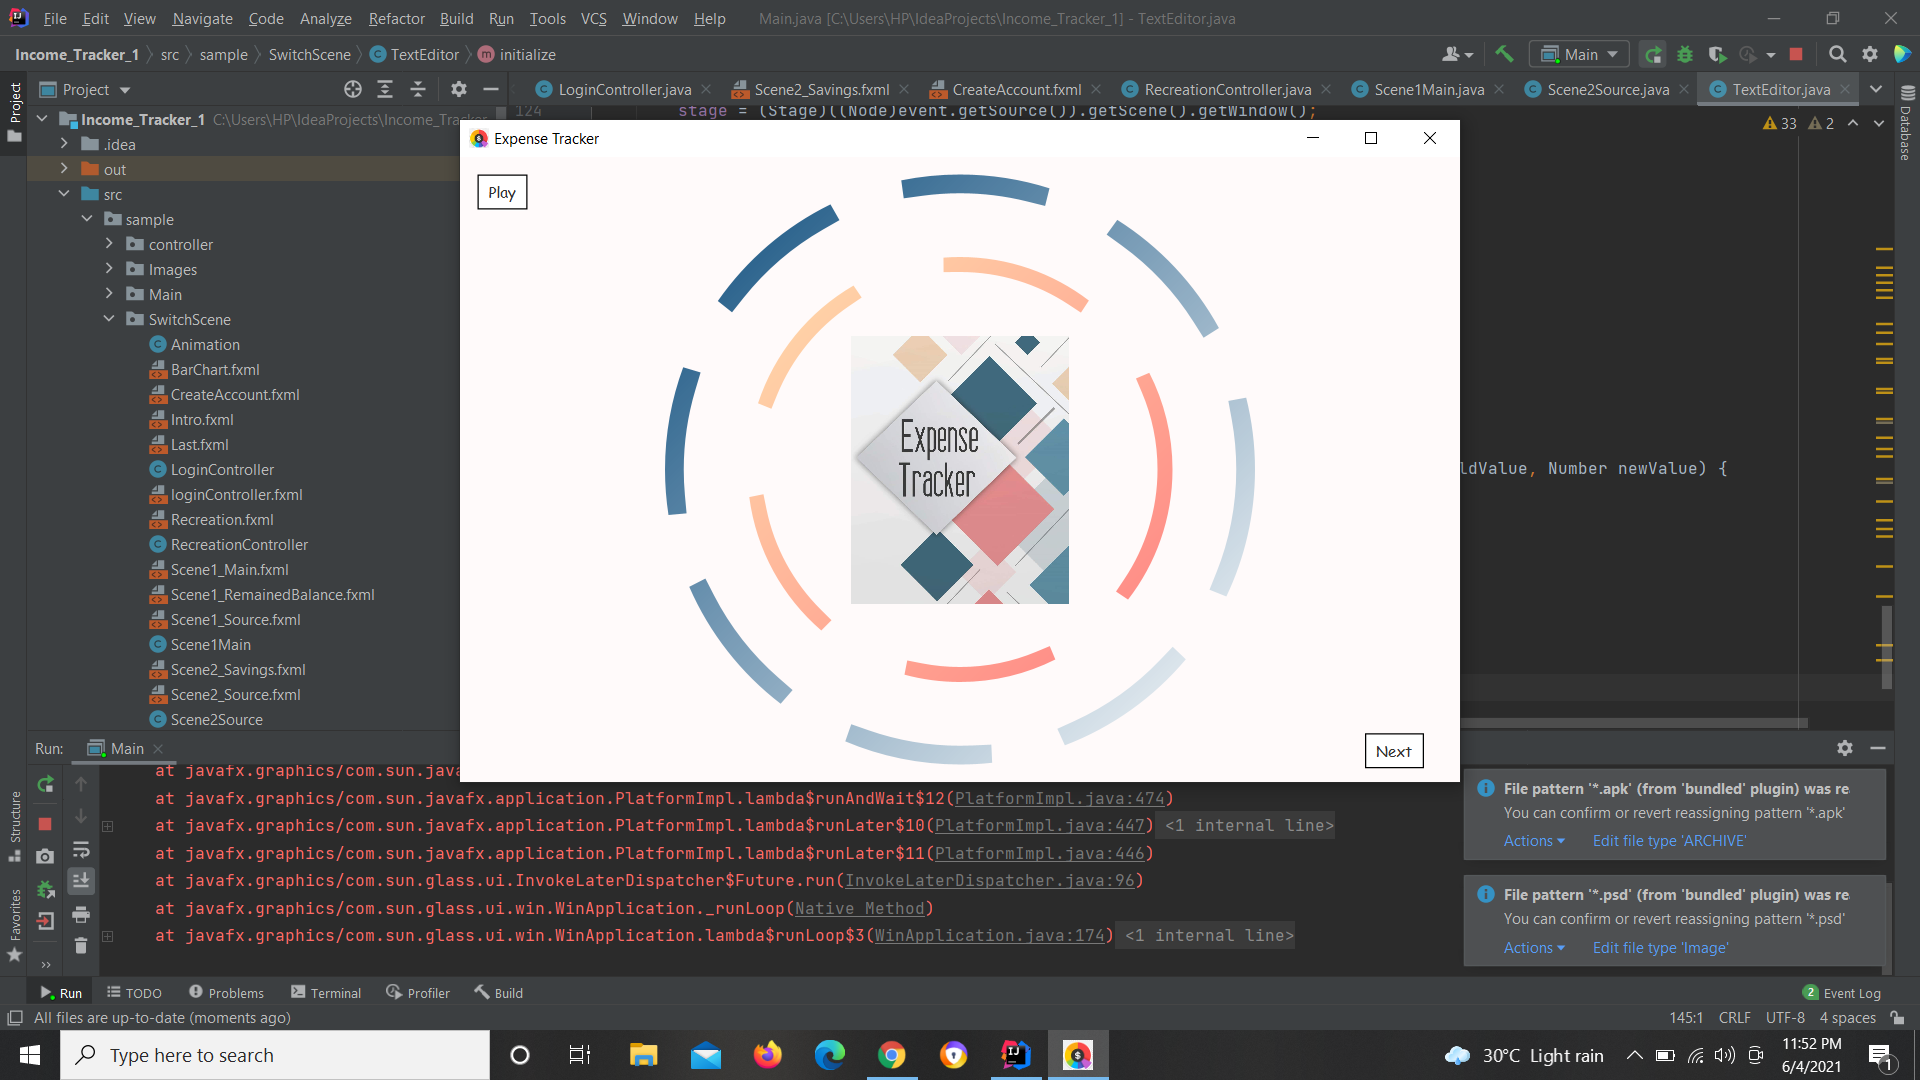 File Edit View Navigate Code Analyze Refactor Build Run Tools VCS Window Help Main.java [C:\Users\HP\IdeaProjects\Income_Tracker_1] - TextEditor.java
Income_Tracker_1 src sample SwitchScene TextEditor initialize Main
Project LoginController.java Scene2_Savings.fxml CreateAccount.fxml RecreationController.java Scene1Main.java Scene2Source.java TextEditor.java
Project
Database
124 stage = (Stage)((Node)event.getSource()).getScene().getWindow();
33 2
Income_Tracker_1 C:\Users\HP\IdeaProjects\Income_Tracker
.idea
out
src
sample
controller
Images
Main
SwitchScene
Animation
BarChart.fxml
CreateAccount.fxml
Intro.fxml
Last.fxml
LoginController
loginController.fxml
Recreation.fxml
RecreationController
Scene1_Main.fxml
Scene1_RemainedBalance.fxml
Scene1_Source.fxml
Scene1Main
Scene2_Savings.fxml
Scene2_Source.fxml
Scene2Source
Expense Tracker
Play
Expense
Tracker
Next
ldValue, Number newValue) {
Run: Main
at javafx.graphics/com.sun.java
at javafx.graphics/com.sun.javafx.application.PlatformImpl.lambda$runAndWait$12(PlatformImpl.java:474)
at javafx.graphics/com.sun.javafx.application.PlatformImpl.lambda$runLater$10(PlatformImpl.java:447) <1 internal line>
at javafx.graphics/com.sun.javafx.application.PlatformImpl.lambda$runLater$11(PlatformImpl.java:446)
at javafx.graphics/com.sun.glass.ui.InvokeLaterDispatcher$Future.run(InvokeLaterDispatcher.java:96)
at javafx.graphics/com.sun.glass.ui.win.WinApplication._runLoop(Native Method)
at javafx.graphics/com.sun.glass.ui.win.WinApplication.lambda$runLoop$3(WinApplication.java:174) <1 internal line>
Structure
Favorites
File pattern '*.apk' (from 'bundled' plugin) was re
You can confirm or revert reassigning pattern '*.apk'
Actions Edit file type 'ARCHIVE'
File pattern '*.psd' (from 'bundled' plugin) was re
You can confirm or revert reassigning pattern '*.psd'
Actions Edit file type 'Image'
Run TODO Problems Terminal Profiler Build 2 Event Log
All files are up-to-date (moments ago) 145:1 CRLF UTF-8 4 spaces
Type here to search 30°C Light rain 11:52 PM
6/4/2021
1